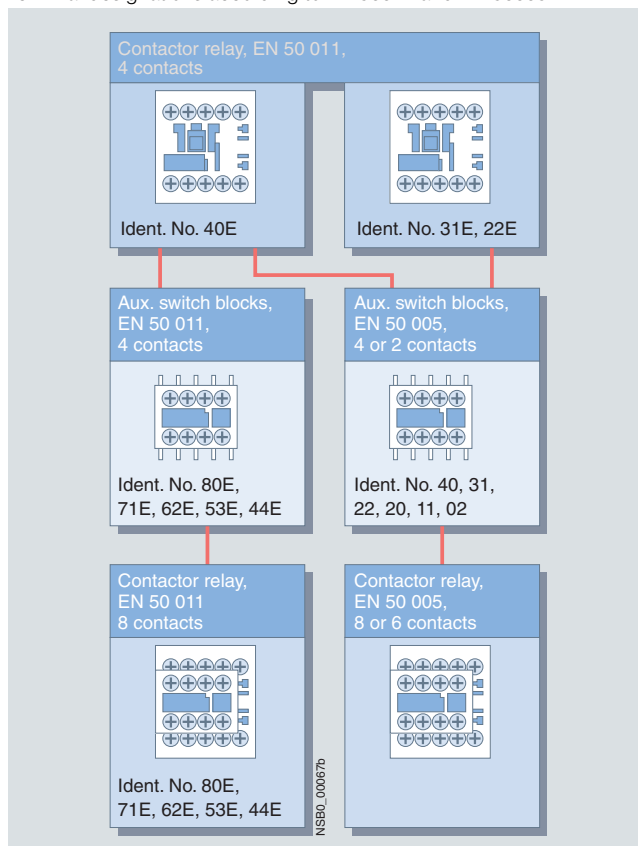 Contactor relay, EN 50 011,
4 contacts
Ident. No. 40E
Ident. No. 31E, 22E
Aux. switch blocks,
EN 50 011,
4 contacts
Ident. No. 80E,
71E, 62E, 53E, 44E
Aux. switch blocks,
EN 50 005,
4 or 2 contacts
Ident. No. 40, 31,
22, 20, 11, 02
Contactor relay,
EN 50 011
8 contacts
Ident. No. 80E,
71E, 62E, 53E, 44E
Contactor relay,
EN 50 005,
8 or 6 contacts
NSB0_00067b